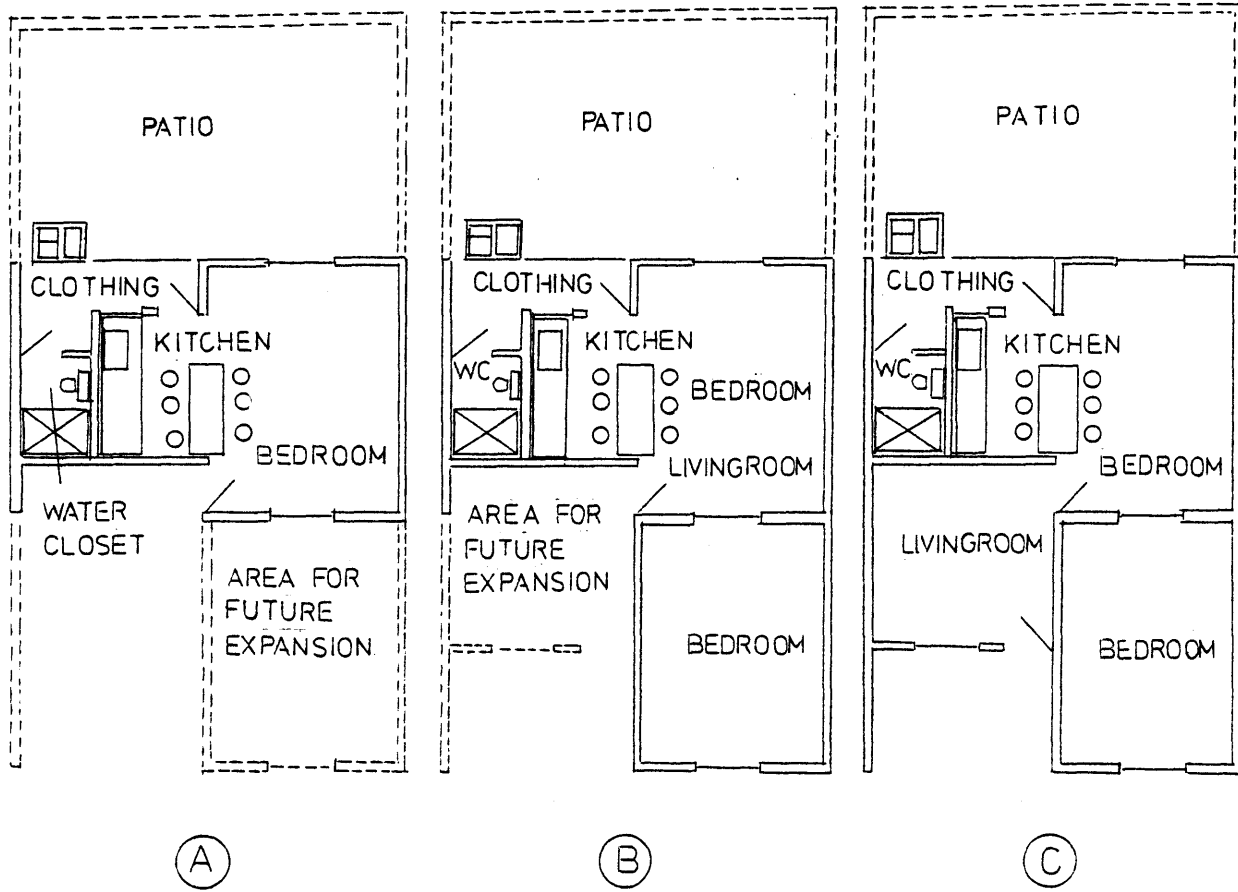 PATIO
CLOTHING
KITCHEN
BEDROOM
WATER
CLOSET
AREA FOR
FUTURE
EXPANSION
A
PATIO
CLOTHING
KITCHEN
WC
BEDROOM
LIVINGROOM
AREA FOR
FUTURE
EXPANSION
BEDROOM
B
PATIO
CLOTHING
KITCHEN
WC
BEDROOM
LIVINGROOM
BEDROOM
C